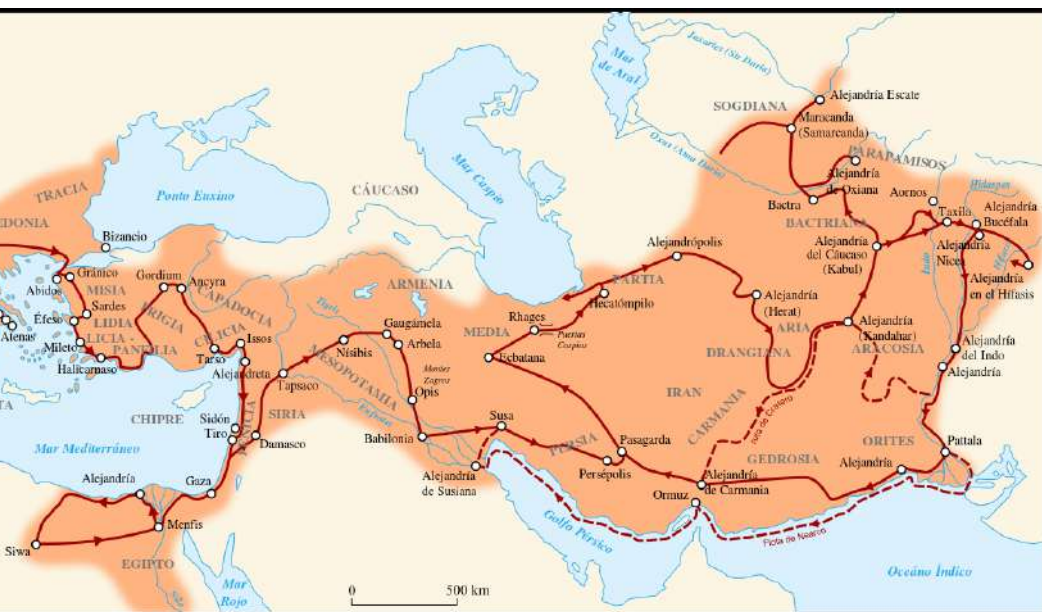 Mar
de Aral
Jaxartes (Sir Daria)
SOGDIANA
Alejandría Escate
Maracanda
(Samarcanda)
Oxus (Amu Daria)
PARAPAMISOS
Alejandría
de Oxiana
Bactra
BACTRIANA
Aornos
Hidaspes
Taxila
Alejandría
Bucéfala
Alejandría
Nicea
Indo
Alejandría
en el Hífasis
Alejandría
del Cáucaso
(Kabul)
TRACIA
EDONIA
Ponto Euxino
CÁUCASO
Mar Caspio
Bizancio
Gránico
Abidos
MISIA
Sardes
Éfeso
LIDIA
Atenas
Mileto
LICIA -
PANFILIA
Halicarnaso
Gordium
Ancyra
FRIGIA
CAPADOCIA
CILICIA
Tarso
Issos
Alejandreta
ARMENIA
Tigris
Gaugámela
Arbela
Nísibis
MESOPOTAMIA
Montes
Zagros
Opis
Éufrates
Tapsaco
SIRIA
CHIPRE
Sidón
Tiro
FENICIA
Damasco
Mar Mediterráneo
Babilonia
Alejandría
de Susiana
Susa
MEDIA
Rhages
Puertas
Caspias
Ecbatana
Hecatómpilo
PARTIA
Alejandrópolis
Alejandría
(Herat)
ARIA
DRANGIANA
Alejandría
(Kandahar)
ARACOSIA
IRAN
CARMANIA
Ruta de Crátero
Alejandría
del Indo
Alejandría
PERSIA
Pasagarda
Persépolis
GEDROSIA
ORITES
Pattala
Alejandría
Alejandría
de Carmania
Ormuz
Golfo Pérsico
Flota de Nearco
Océano Índico
Alejandría
Gaza
Menfis
Siwa
EGIPTO
Nilo
Mar
Rojo
0
500 km